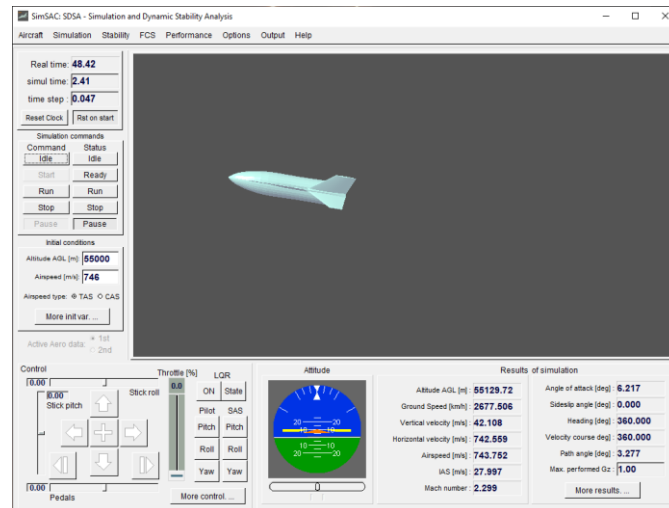 SimSAC: SDSA - Simulation and Dynamic Stability Analysis
Aircraft Simulation Stability FCS Performance Options Output Help
Real time: 48.42
simul time: 2.41
time step : 0.047
Reset Clock Rst on start
Simulation commands
Command Status
Idle Idle
Start Ready
Run Run
Stop Stop
Pause Pause
Initial conditions
Altitude AGL [m]: 55000
Airspeed [m/s]: 746
Airspeed type: TAS CAS
More init var. ...
Active Aero data: 1st
2nd
Control
0.00
0.00
Stick roll
Stick pitch
0.00
Pedals
Throttle [%]
0.0
LQR
ON State
Pilot SAS
Pitch Pitch
Roll Roll
Yaw Yaw
More control. ...
Attitude
20 20
10 10
10 10
20 20
Results of simulation
Altitude AGL [m] : 55129.72
Ground Speed [km/h] : 2677.506
Vertical velocity [m/s] : 42.108
Horizontal velocity [m/s] : 742.559
Airspeed [m/s] : 743.752
IAS [m/s] : 27.997
Mach number : 2.299
Angle of attack [deg] : 6.217
Sideslip angle [deg] : 0.000
Heading [deg] : 360.000
Velocity course deg] : 360.000
Path angle [deg] : 3.277
Max. performed Gz : 1.00
More results. ...